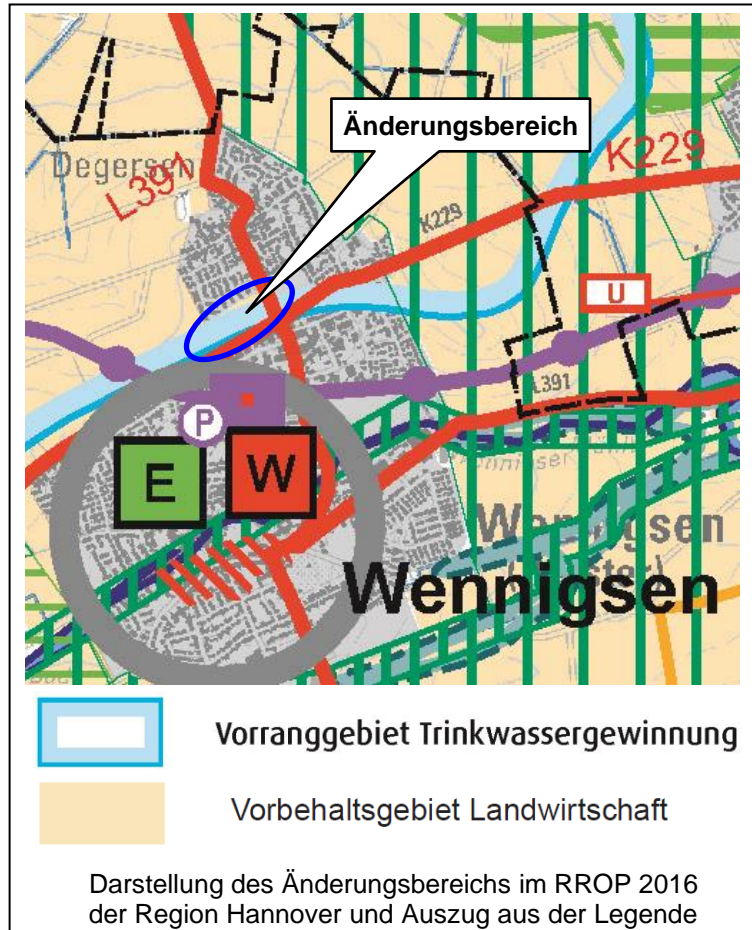 Änderungsbereich
Degersen
L391
K229
K229
U
L391
P
E
W
Wennigsen
Wennigsen
Vorranggebiet Trinkwassergewinnung
Vorbehaltsgebiet Landwirtschaft
Darstellung des Änderungsbereichs im RROP 2016
der Region Hannover und Auszug aus der Legende